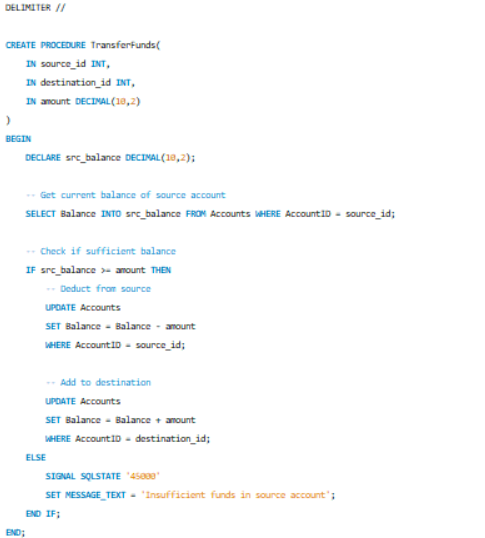 DELIMITER //
CREATE PROCEDURE TransferFunds(
IN source_id INT,
IN destination_id INT,
IN amount DECIMAL(10,2)
)
BEGIN
DECLARE src_balance DECIMAL(10,2);
-- Get current balance of source account
SELECT Balance INTO src_balance FROM Accounts WHERE AccountID = source_id;
-- Check if sufficient balance
IF src_balance >= amount THEN
-- Deduct from source
UPDATE Accounts
SET Balance = Balance - amount
WHERE AccountID = source_id;
-- Add to destination
UPDATE Accounts
SET Balance = Balance + amount
WHERE AccountID = destination_id;
ELSE
SIGNAL SQLSTATE '45000'
SET MESSAGE_TEXT = 'Insufficient funds in source account';
END IF;
END;